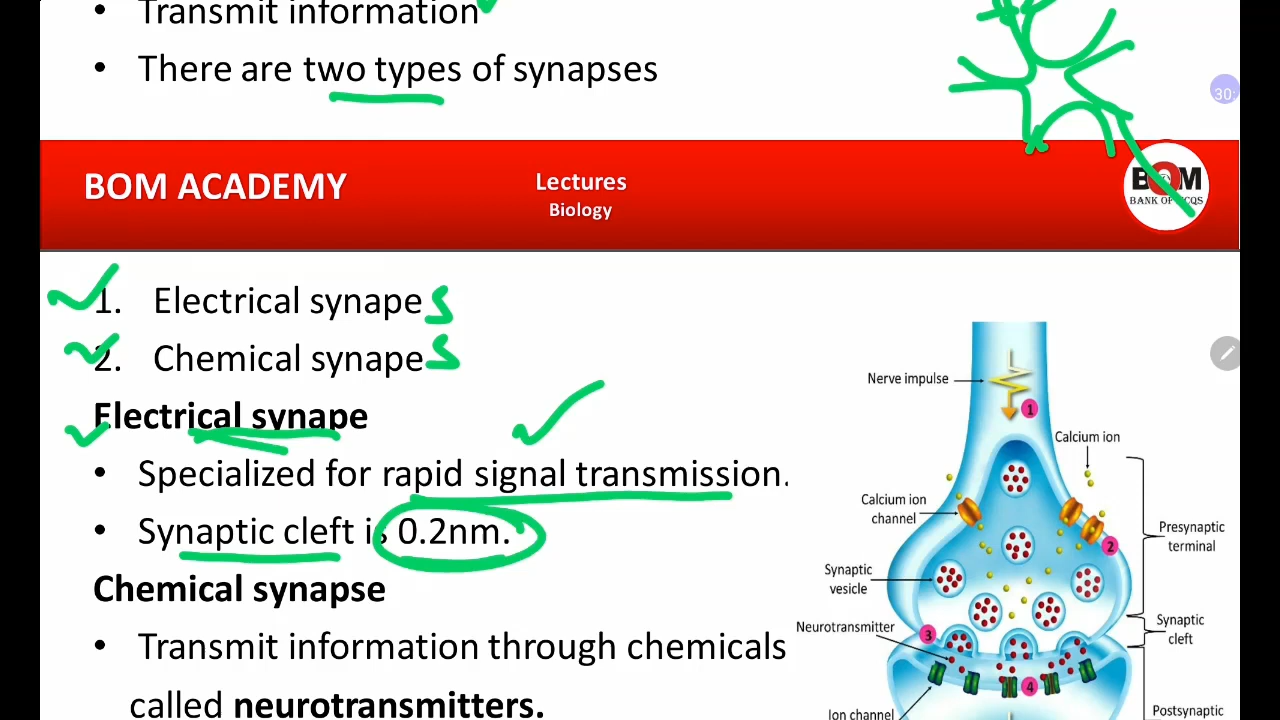 • Transmit information
• There are two types of synapses
30
BOM ACADEMY
Lectures
Biology
BOM
BANK OF
1. Electrical synape s
2. Chemical synape s
Electrical synape
• Specialized for rapid signal transmission.
• Synaptic cleft is 0.2nm.
Chemical synapse
• Transmit information through chemicals
called neurotransmitters.
Nerve impulse
1
Calcium ion
Calcium ion
channel
Presynaptic
terminal
2
Synaptic
vesicle
Synaptic
cleft
Neurotransmitter
3
4
Ion channel
Postsynaptic